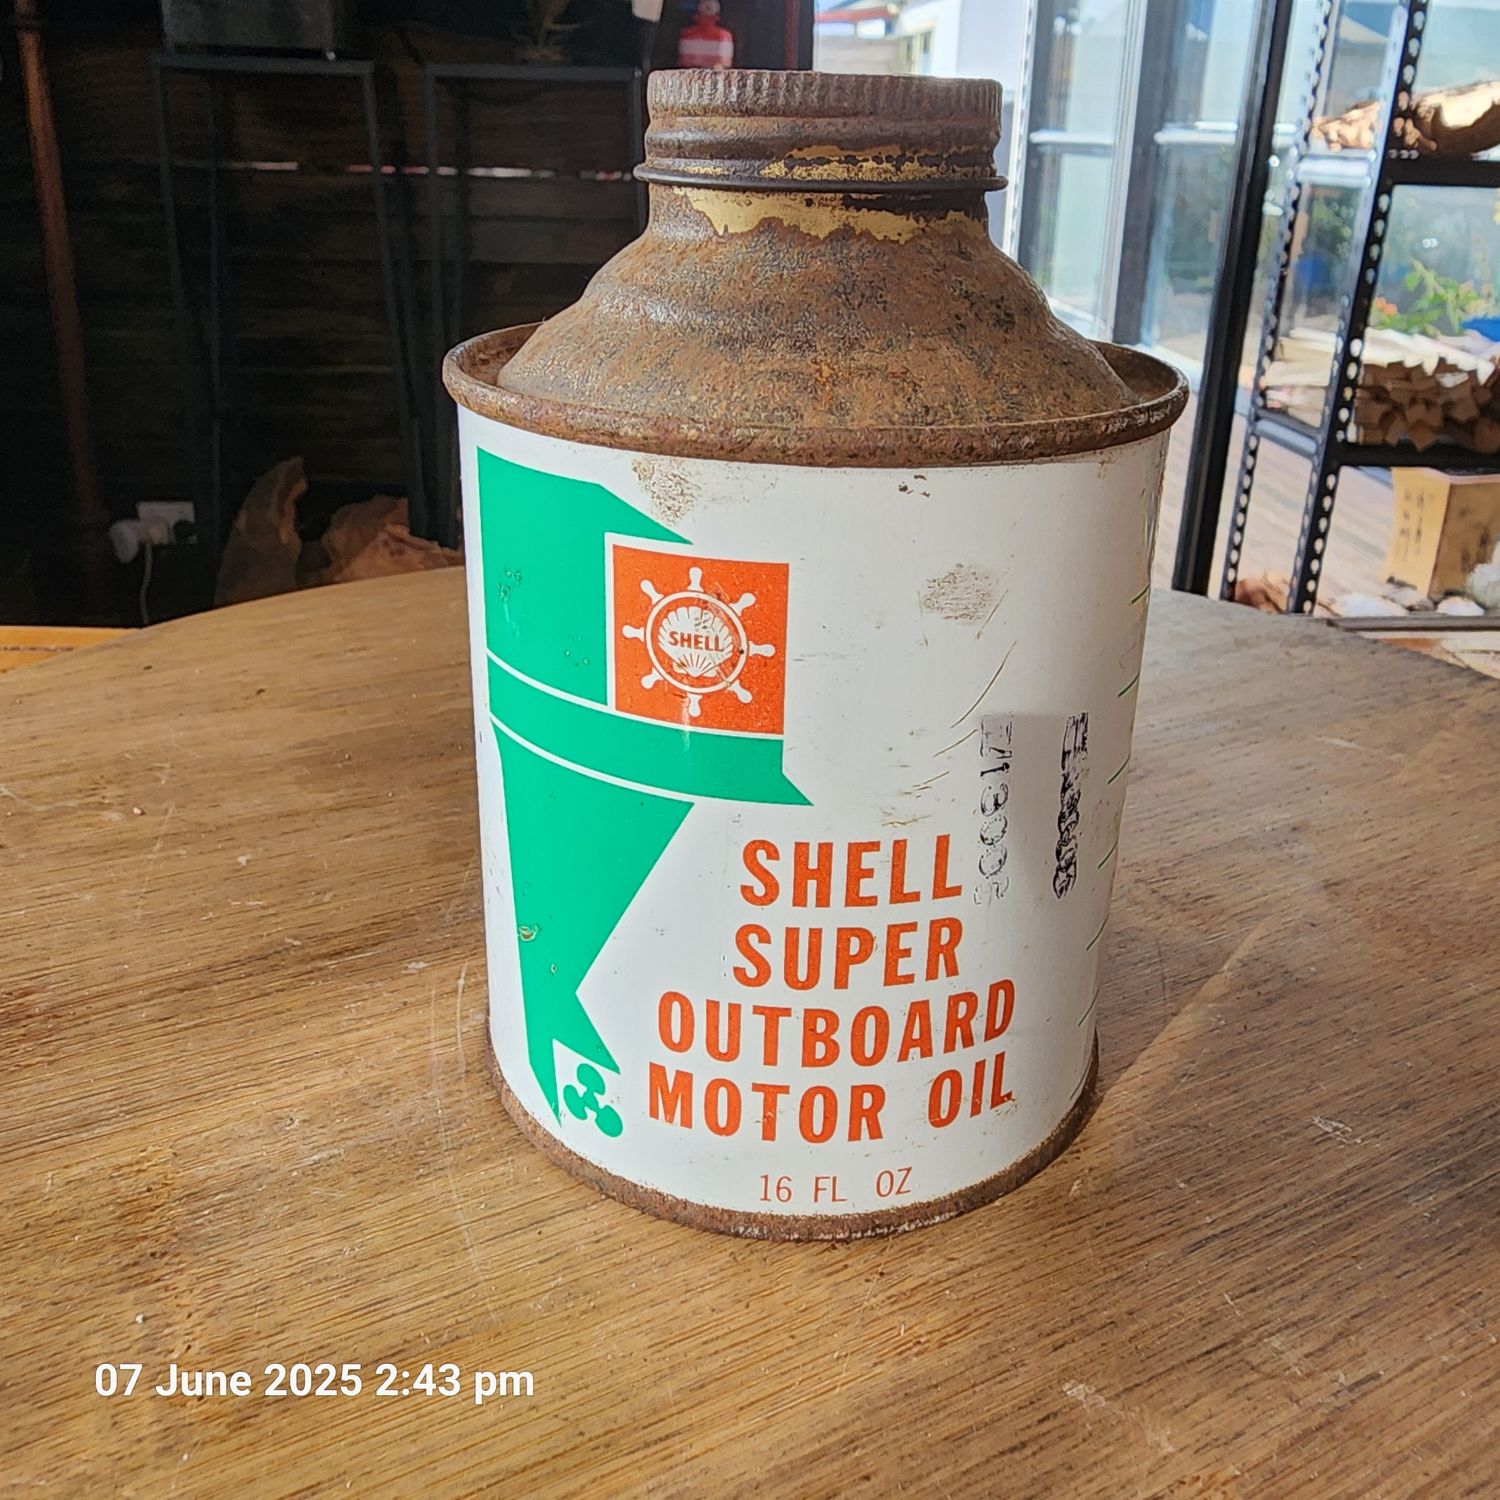 SHELL
SHELL
SUPER
OUTBOARD
MOTOR OIL
16 FL OZ
07 June 2025 2:43 pm